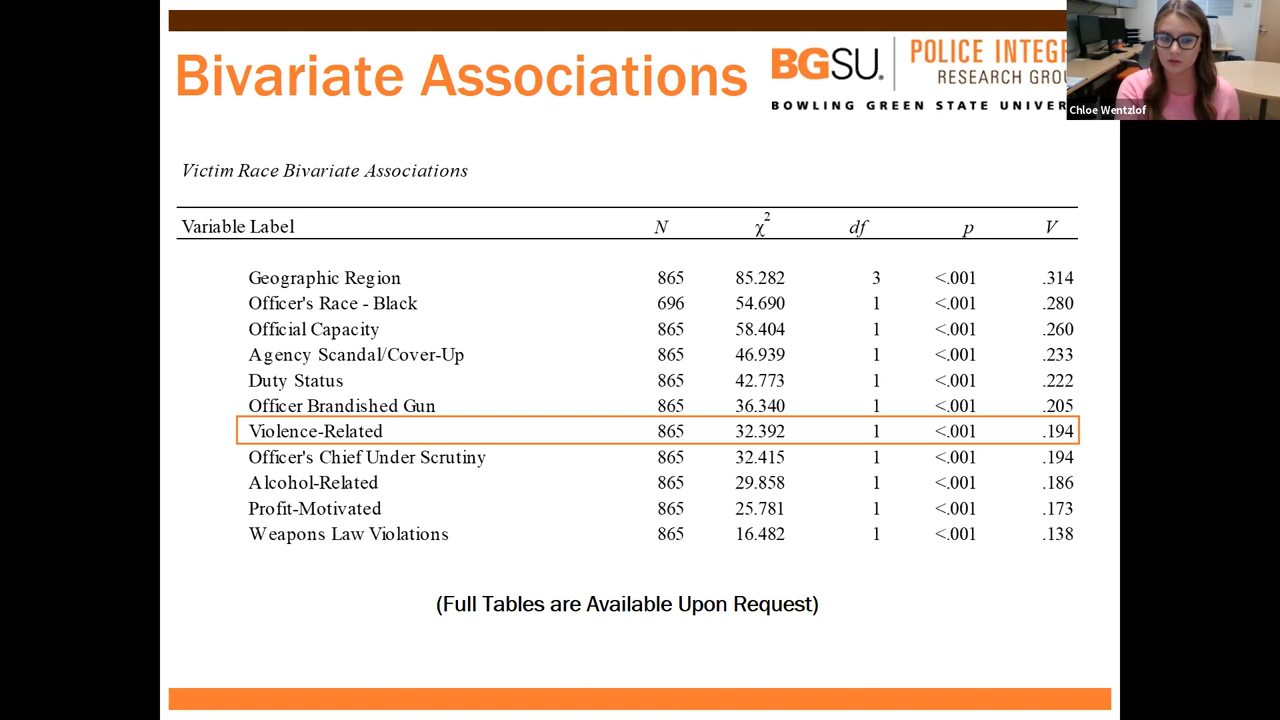 Bivariate Associations
BGSU.
POLICE INTEG
RESEARCH GROU
BOWLING GREEN STATE UNIVER
Chloe Wentzlof
Victim Race Bivariate Associations
Variable Label N χ2 df p V
Geographic Region 865 85.282 3 <.001 .314
Officer's Race - Black 696 54.690 1 <.001 .280
Official Capacity 865 58.404 1 <.001 .260
Agency Scandal/Cover-Up 865 46.939 1 <.001 .233
Duty Status 865 42.773 1 <.001 .222
Officer Brandished Gun 865 36.340 1 <.001 .205
Violence-Related 865 32.392 1 <.001 .194
Officer's Chief Under Scrutiny 865 32.415 1 <.001 .194
Alcohol-Related 865 29.858 1 <.001 .186
Profit-Motivated 865 25.781 1 <.001 .173
Weapons Law Violations 865 16.482 1 <.001 .138
(Full Tables are Available Upon Request)